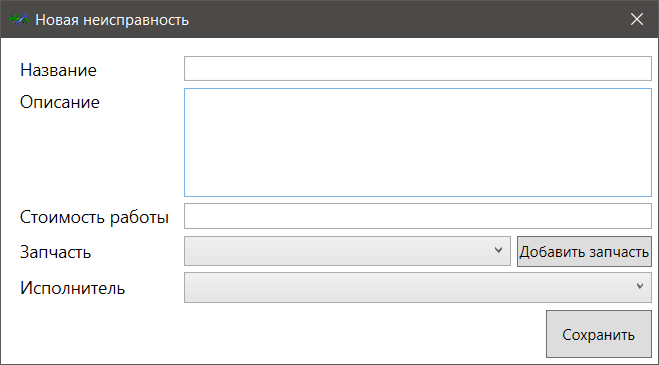 Новая неисправность
Название
Описание
Стоимость работы
Запчасть
Добавить запчасть
Исполнитель
Сохранить